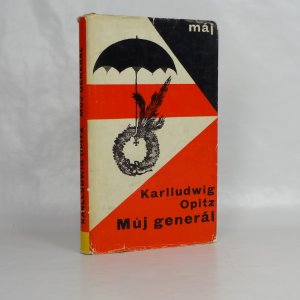 máj
Karlludwig
Opitz
Můj generál